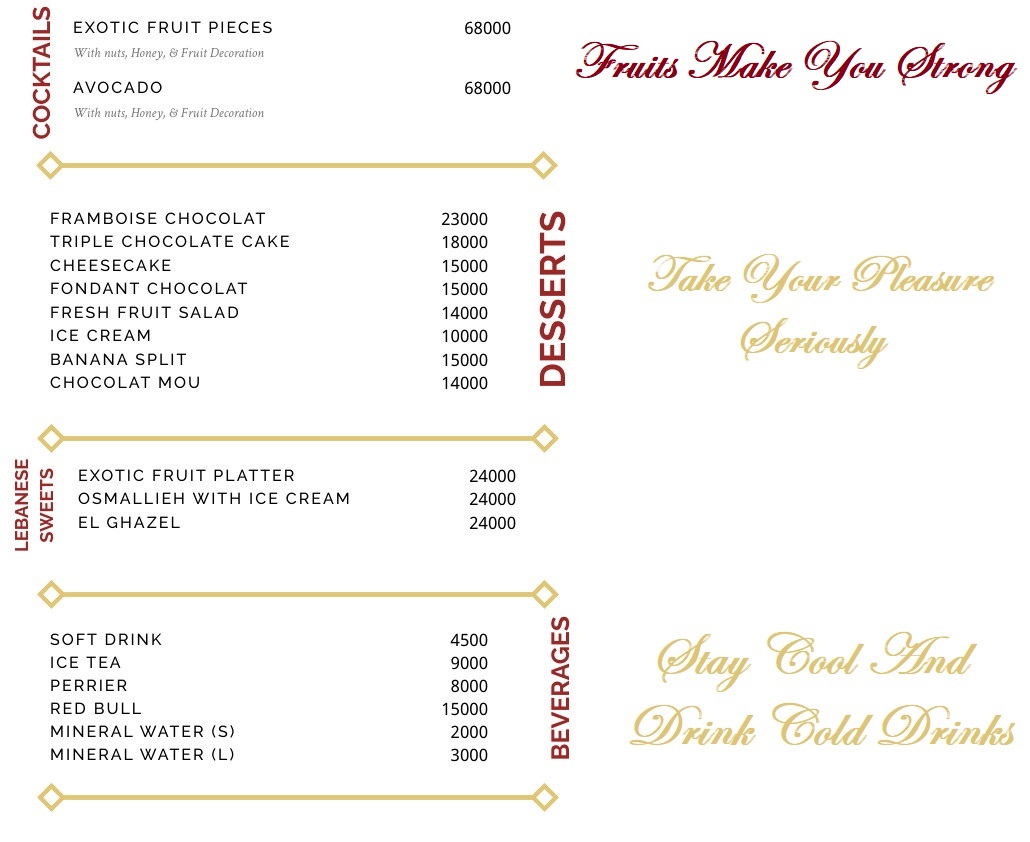 COCKTAILS
EXOTIC FRUIT PIECES 68000
With nuts, Honey, & Fruit Decoration
AVOCADO 68000
With nuts, Honey, & Fruit Decoration
Fruits Make You Strong
FRAMBOISE CHOCOLAT 23000
TRIPLE CHOCOLATE CAKE 18000
CHEESECAKE 15000
FONDANT CHOCOLAT 15000
FRESH FRUIT SALAD 14000
ICE CREAM 10000
BANANA SPLIT 15000
CHOCOLAT MOU 14000
DESSERTS
Take Your Pleasure
Seriously
LEBANESE
SWEETS
EXOTIC FRUIT PLATTER 24000
OSMALLIEH WITH ICE CREAM 24000
EL GHAZEL 24000
SOFT DRINK 4500
ICE TEA 9000
PERRIER 8000
RED BULL 15000
MINERAL WATER (S) 2000
MINERAL WATER (L) 3000
BEVERAGES
Stay Cool And
Drink Cold Drinks